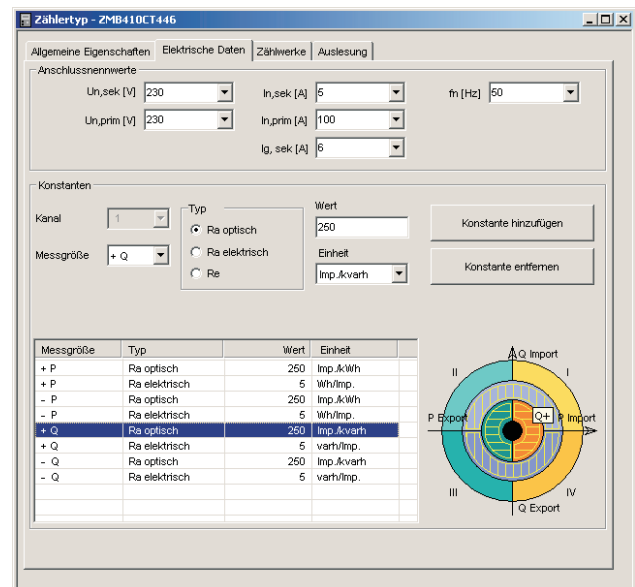 Zählertyp - ZMB410CT446
Allgemeine Eigenschaften Elektrische Daten Zählwerke Auslesung
Anschlussnennwerte
Un,sek [V] 230 In,sek [A] 5 fn [Hz] 50
Un,prim [V] 230 In,prim [A] 100
Ig, sek [A] 6
Konstanten
Kanal 1 Typ Wert
Ra optisch 250 Konstante hinzufügen
Messgröße + Q Ra elektrisch Einheit
Re Imp./kvarh Konstante entfernen
Messgröße Typ Wert Einheit
+ P Ra optisch 250 Imp./kWh
+ P Ra elektrisch 5 Wh/Imp.
- P Ra optisch 250 Imp./kWh
- P Ra elektrisch 5 Wh/Imp.
+ Q Ra optisch 250 Imp./kvarh
+ Q Ra elektrisch 5 varh/Imp.
- Q Ra optisch 250 Imp./kvarh
- Q Ra elektrisch 5 varh/Imp.
Q Import
II I
P Export Q+ P Import
III IV
Q Export